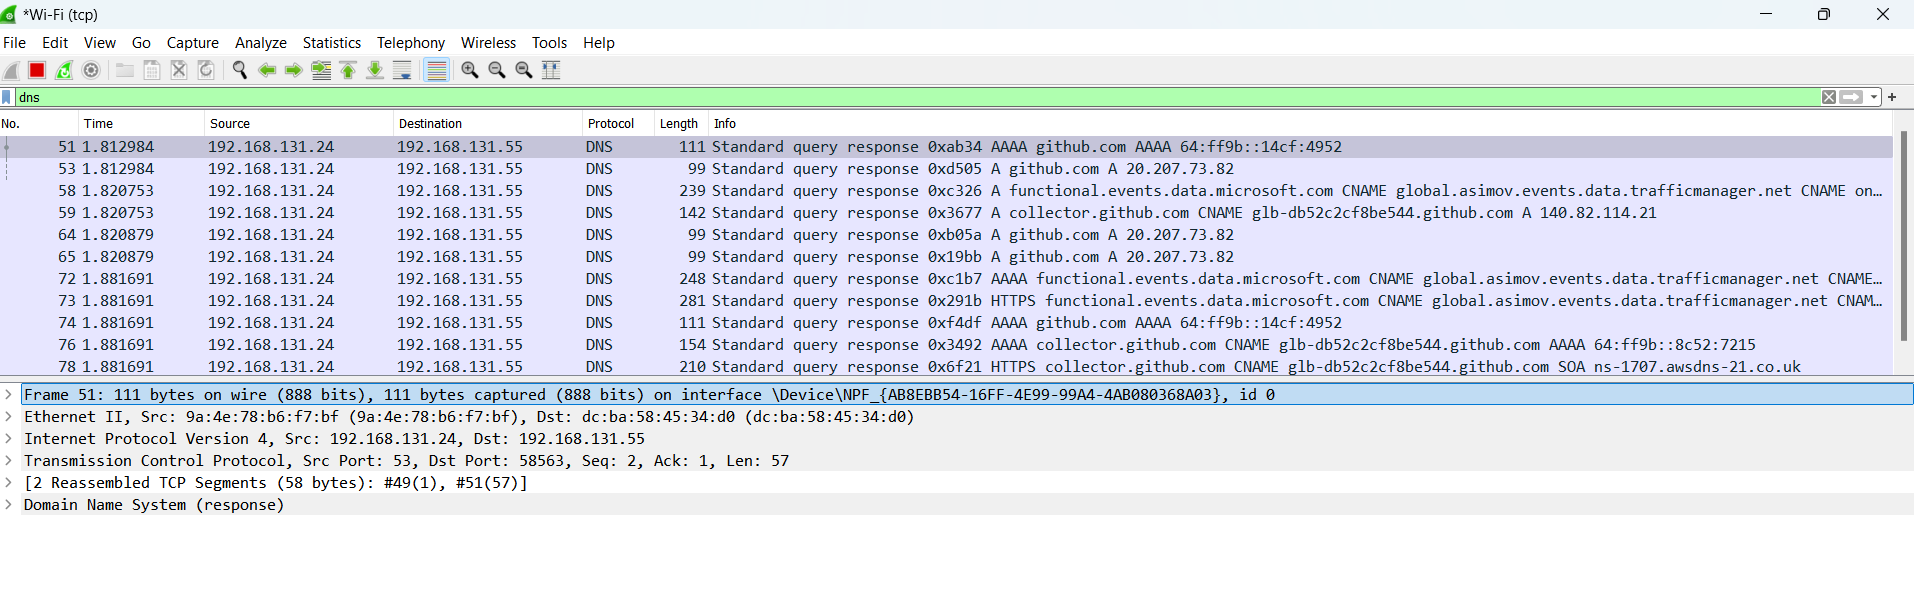 *Wi-Fi (tcp)
File Edit View Go Capture Analyze Statistics Telephony Wireless Tools Help
dns
No. Time Source Destination Protocol Length Info
51 1.812984 192.168.131.24 192.168.131.55 DNS 111 Standard query response 0xab34 AAAA github.com AAAA 64:ff9b::14cf:4952
53 1.812984 192.168.131.24 192.168.131.55 DNS 99 Standard query response 0xd505 A github.com A 20.207.73.82
58 1.820753 192.168.131.24 192.168.131.55 DNS 239 Standard query response 0xc326 A functional.events.data.microsoft.com CNAME global.asimov.events.data.trafficmanager.net CNAME on…
59 1.820753 192.168.131.24 192.168.131.55 DNS 142 Standard query response 0x3677 A collector.github.com CNAME glb-db52c2cf8be544.github.com A 140.82.114.21
64 1.820879 192.168.131.24 192.168.131.55 DNS 99 Standard query response 0xb05a A github.com A 20.207.73.82
65 1.820879 192.168.131.24 192.168.131.55 DNS 99 Standard query response 0x19bb A github.com A 20.207.73.82
72 1.881691 192.168.131.24 192.168.131.55 DNS 248 Standard query response 0xc1b7 AAAA functional.events.data.microsoft.com CNAME global.asimov.events.data.trafficmanager.net CNAME…
73 1.881691 192.168.131.24 192.168.131.55 DNS 281 Standard query response 0x291b HTTPS functional.events.data.microsoft.com CNAME global.asimov.events.data.trafficmanager.net CNAM…
74 1.881691 192.168.131.24 192.168.131.55 DNS 111 Standard query response 0xf4df AAAA github.com AAAA 64:ff9b::14cf:4952
76 1.881691 192.168.131.24 192.168.131.55 DNS 154 Standard query response 0x3492 AAAA collector.github.com CNAME glb-db52c2cf8be544.github.com AAAA 64:ff9b::8c52:7215
78 1.881691 192.168.131.24 192.168.131.55 DNS 210 Standard query response 0x6f21 HTTPS collector.github.com CNAME glb-db52c2cf8be544.github.com SOA ns-1707.awsdns-21.co.uk
Frame 51: 111 bytes on wire (888 bits), 111 bytes captured (888 bits) on interface \Device\NPF_{AB8EBB54-16FF-4E99-99A4-4AB080368A03}, id 0
Ethernet II, Src: 9a:4e:78:b6:f7:bf (9a:4e:78:b6:f7:bf), Dst: dc:ba:58:45:34:d0 (dc:ba:58:45:34:d0)
Internet Protocol Version 4, Src: 192.168.131.24, Dst: 192.168.131.55
Transmission Control Protocol, Src Port: 53, Dst Port: 58563, Seq: 2, Ack: 1, Len: 57
[2 Reassembled TCP Segments (58 bytes): #49(1), #51(57)]
Domain Name System (response)